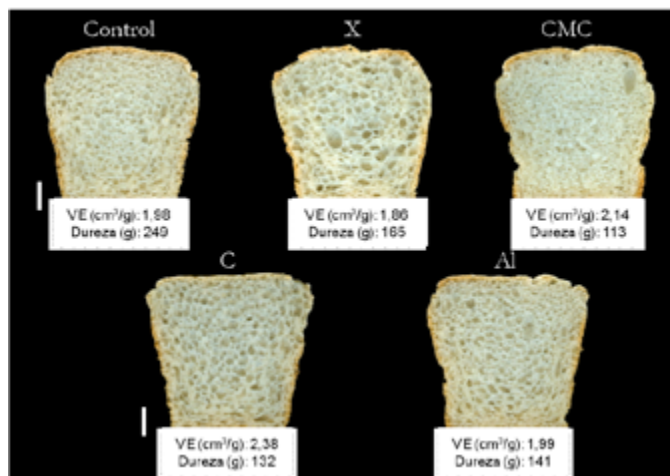 Control
X
CMC
VE (cm³/g): 1,98
Dureza (g): 249
VE (cm³/g): 1,86
Dureza (g): 165
VE (cm³/g): 2,14
Dureza (g): 113
C
Al
VE (cm³/g): 2,38
Dureza (g): 132
VE (cm³/g): 1,99
Dureza (g): 141